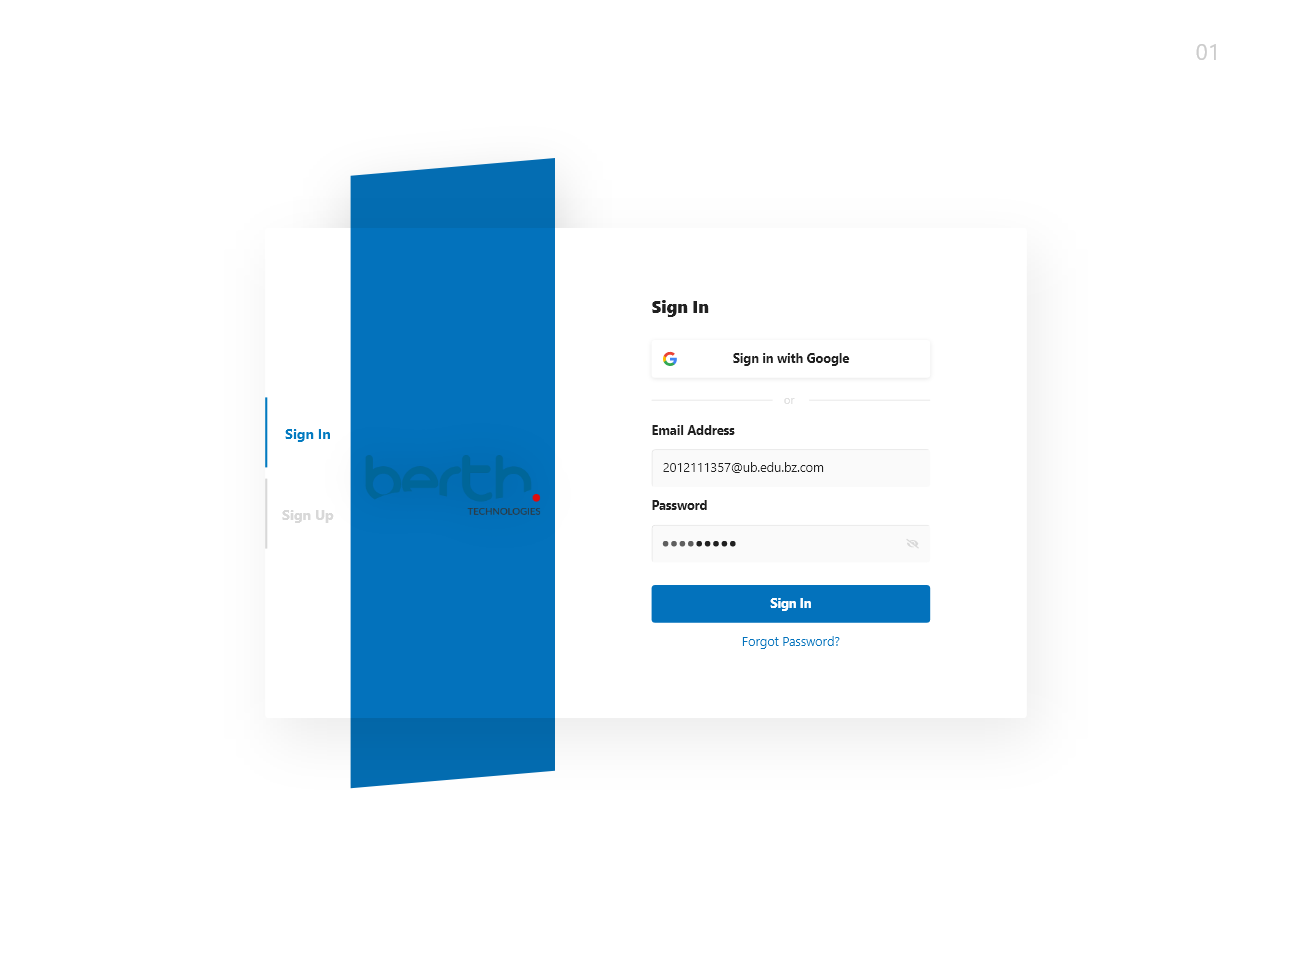 01
Sign In
Sign Up
berth.
TECHNOLOGIES
Sign In
Sign in with Google
or
Email Address
2012111357@ub.edu.bz.com
Password
Sign In
Forgot Password?